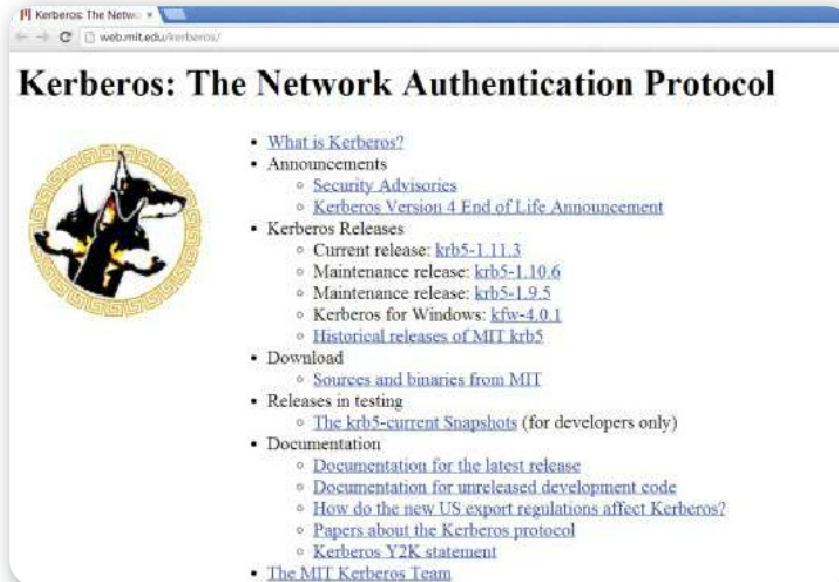 Kerberos: The Netwo ×
web.mit.edu/kerberos/
Kerberos: The Network Authentication Protocol
• What is Kerberos?
• Announcements
◦ Security Advisories
◦ Kerberos Version 4 End of Life Announcement
• Kerberos Releases
◦ Current release: krb5-1.11.3
◦ Maintenance release: krb5-1.10.6
◦ Maintenance release: krb5-1.9.5
◦ Kerberos for Windows: kfw-4.0.1
◦ Historical releases of MIT krb5
• Download
◦ Sources and binaries from MIT
• Releases in testing
◦ The krb5-current Snapshots (for developers only)
• Documentation
◦ Documentation for the latest release
◦ Documentation for unreleased development code
◦ How do the new US export regulations affect Kerberos?
◦ Papers about the Kerberos protocol
◦ Kerberos Y2K statement
• The MIT Kerberos Team